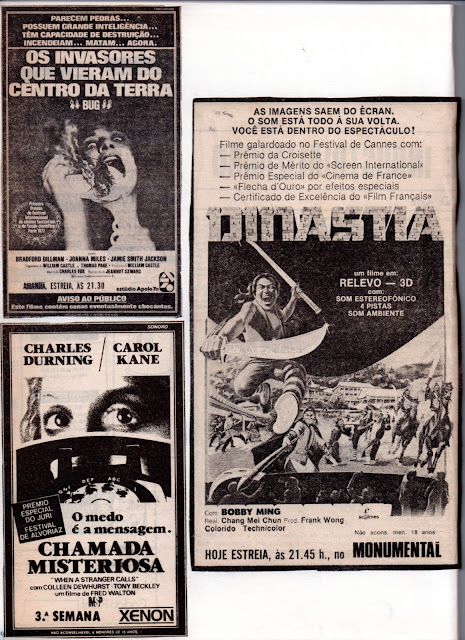 PARECEM PEDRAS...
POSSUEM GRANDE INTELIGÊNCIA...
TÊM CAPACIDADE DE DESTRUIÇÃO...
INCENDEIAM... MATAM... AGORA.
OS INVASORES
QUE VIERAM DO
CENTRO DA TERRA
BUG
BRADFORD DILLMAN - JOANNA MILES - JAMIE SMITH JACKSON
WILLIAM CASTLE THOMAS PAGE WILLIAM CASTLE
CHARLES FOX JEANNOT SZWARC
AMANHÃ, ESTREIA, ÀS 21.30
estúdio Apolo 70
AVISO AO PÚBLICO
Este filme contém cenas eventualmente chocantes.
SONORO
CHARLES DURNING / CAROL KANE
PRÉMIO
ESPECIAL
DO JURI
FESTIVAL
DE ALVORIAZ
O medo
é a mensagem.
CHAMADA
MISTERIOSA
"WHEN A STRANGER CALLS"
com COLLEEN DEWHURST e TONY BECKLEY
um filme de FRED WALTON
3.ª SEMANA XENON
NÃO ACONSELHÁVEL A MENORES DE 18 ANOS
AS IMAGENS SAEM DO ÉCRAN.
O SOM ESTÁ TODO À SUA VOLTA.
VOCÊ ESTÁ DENTRO DO ESPECTÁCULO!
Filme galardoado no Festival de Cannes com:
— Prémio da Croisette
— Prémio de Mérito do «Screen International»
— Prémio Especial do «Cinema de France»
— «Flecha d'Ouro» por efeitos especiais
— Certificado de Excelência do «Film Français»
DINASTIA
um filme em:
RELEVO — 3D
com:
SOM ESTEREOFÓNICO
4 PISTAS
SOM AMBIENTE
Com BOBBY MING
Real. Chang Mei Chun Prod. Frank Wong
Colorido Technicolor
Não acons. men. 18 anos
HOJE ESTREIA, às 21.45 h., no MONUMENTAL